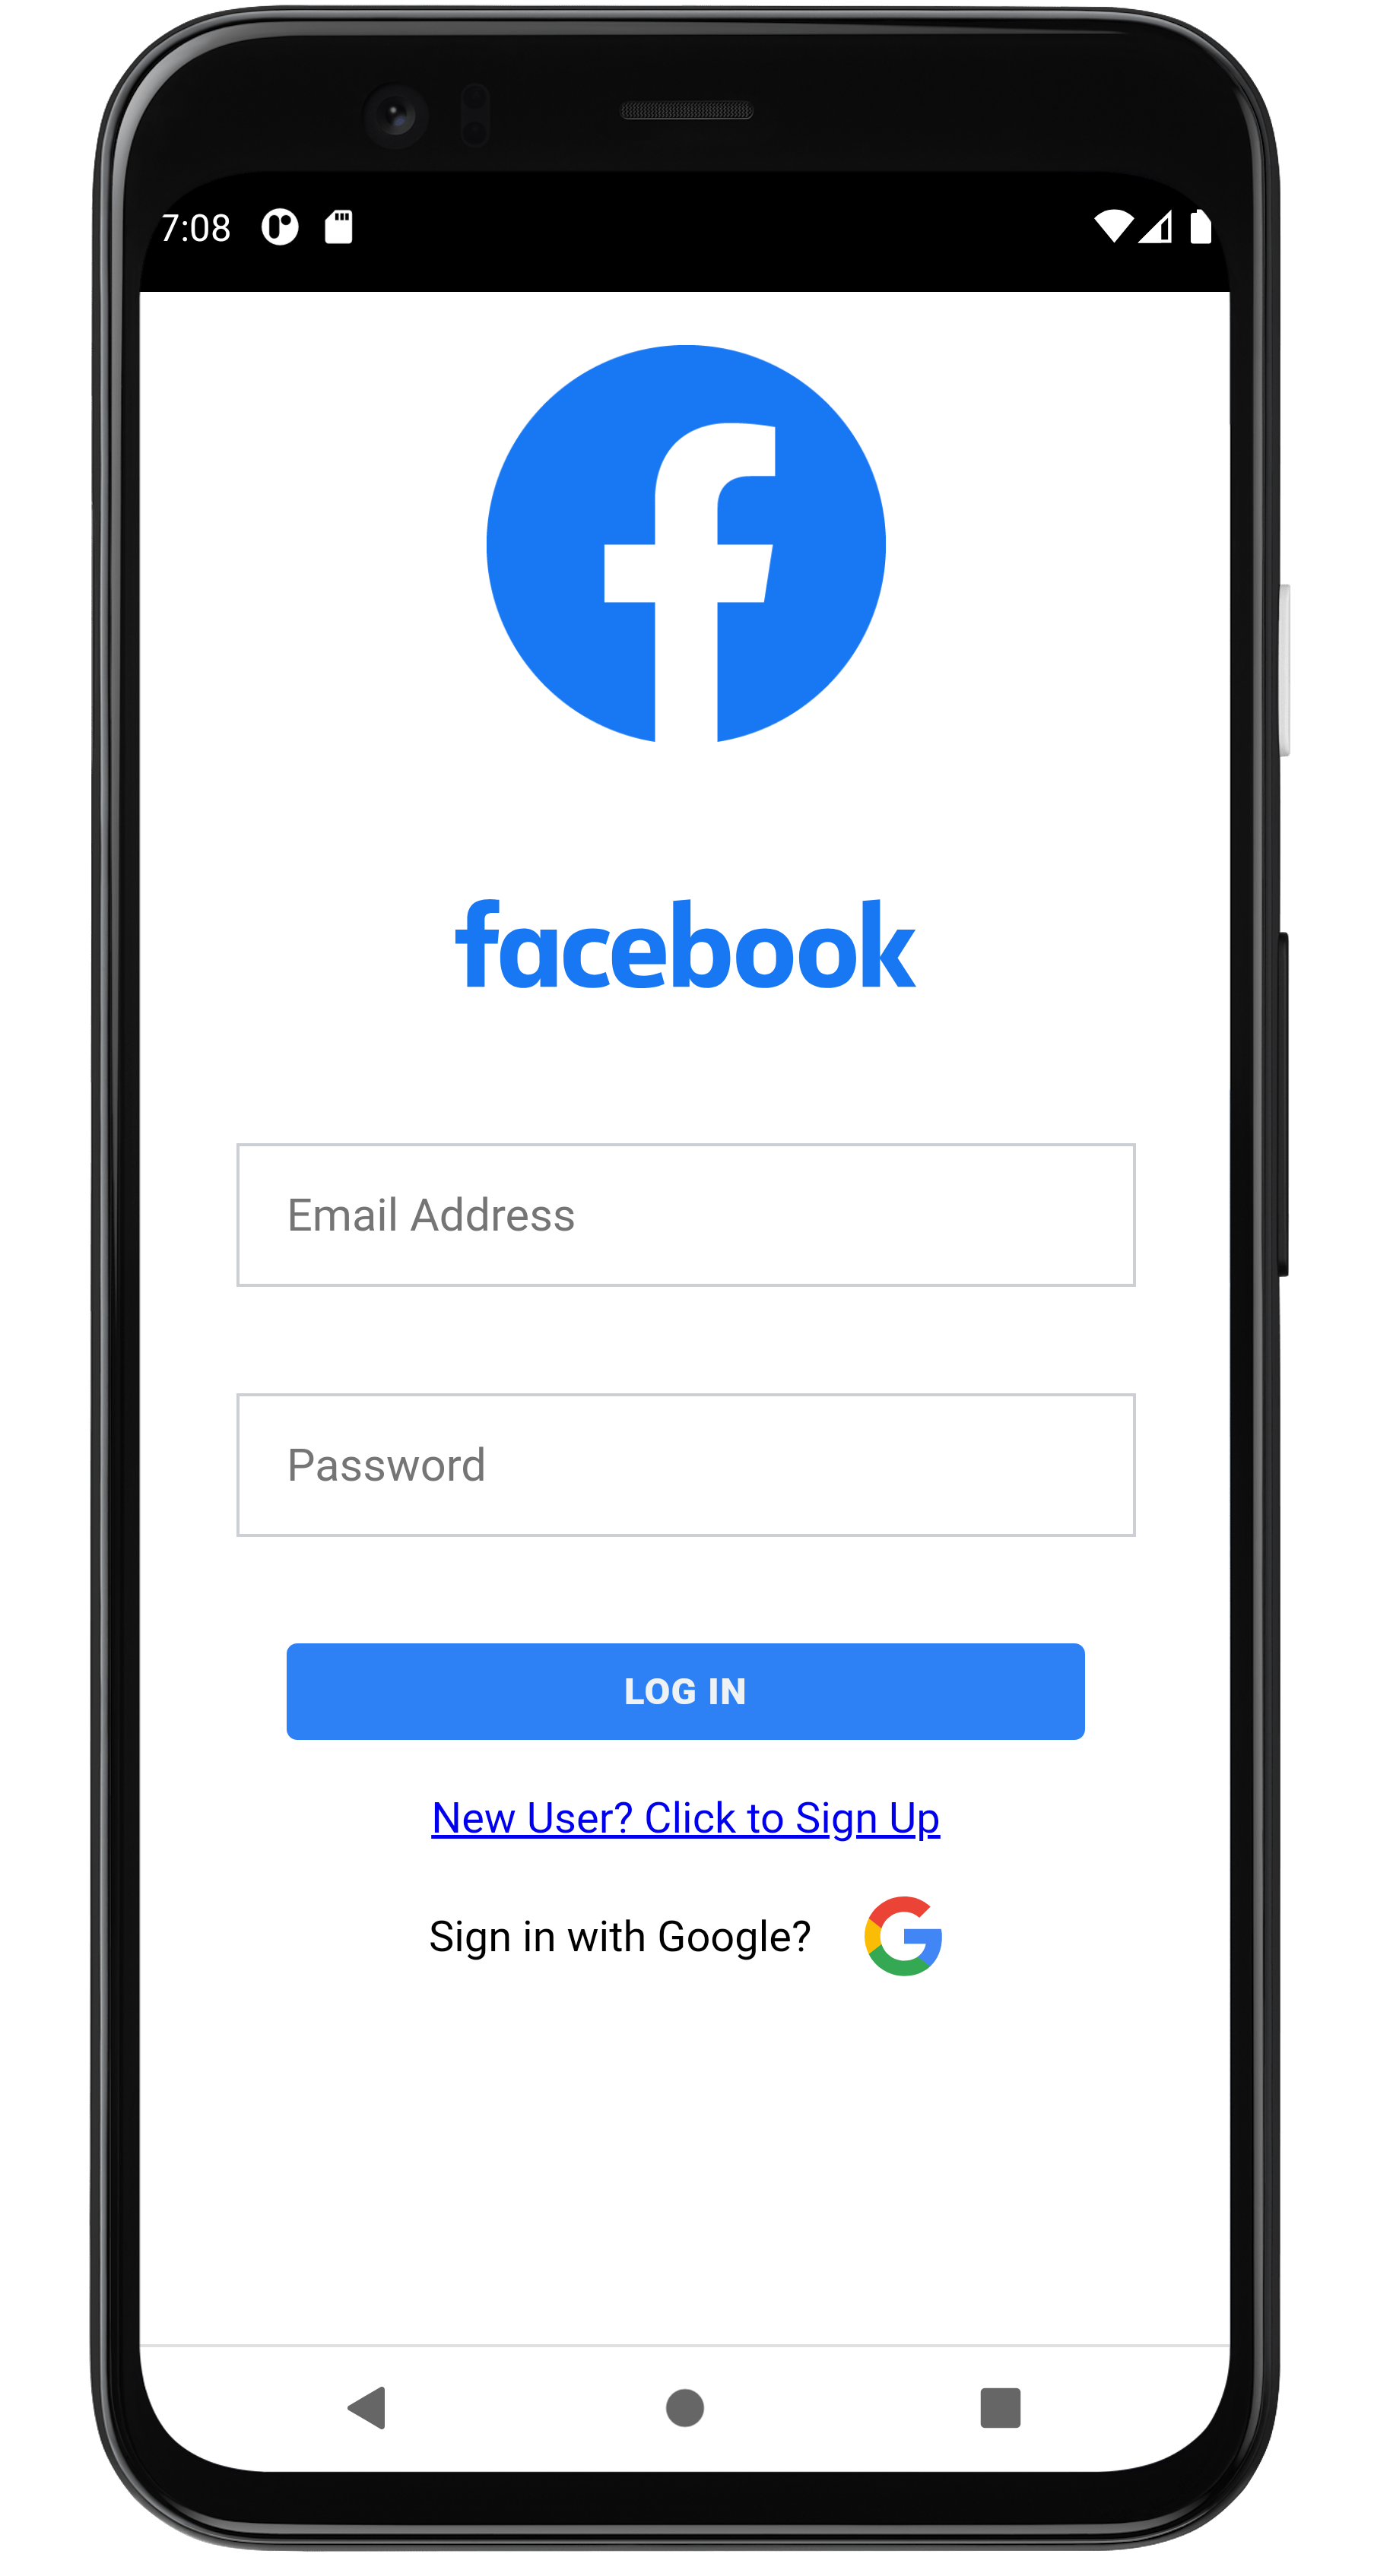 7:08
facebook
Email Address
Password
LOG IN
New User? Click to Sign Up
Sign in with Google?